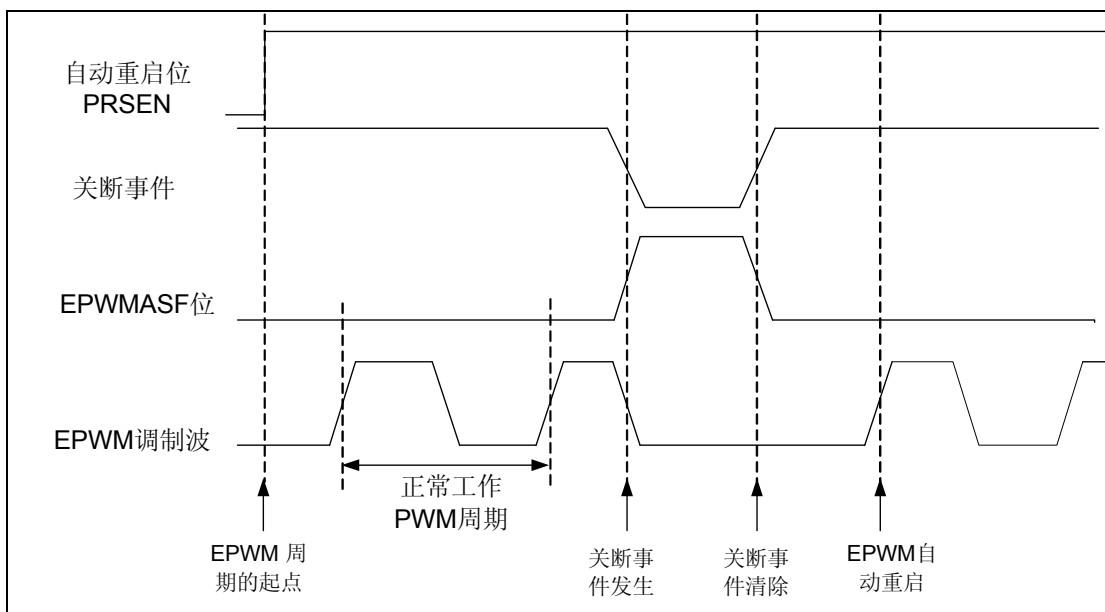 自动重启位
PRSEN
关断事件
EPWMASF位
EPWM调制波
正常工作
PWM周期
EPWM 周
期的起点
关断事
件发生
关断事
件清除
EPWM自
动重启